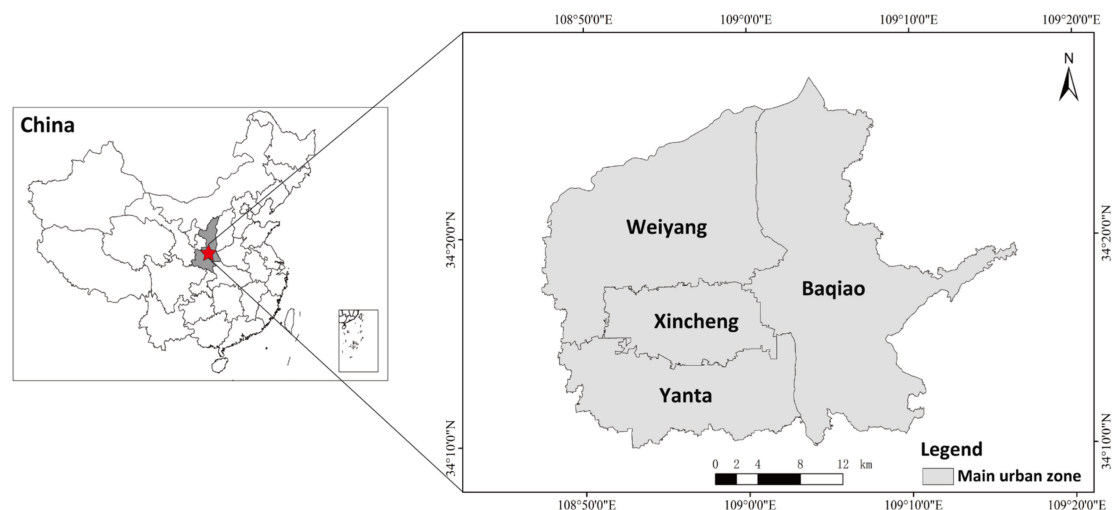 108°50'0"E 109°0'0"E 109°10'0"E 109°20'0"E
N
China
34°20'0"N
34°20'0"N
Weiyang
Baqiao
Xincheng
Yanta
34°10'0"N
34°10'0"N
Legend
0 2 4 8 12 km
Main urban zone
108°50'0"E 109°0'0"E 109°10'0"E 109°20'0"E